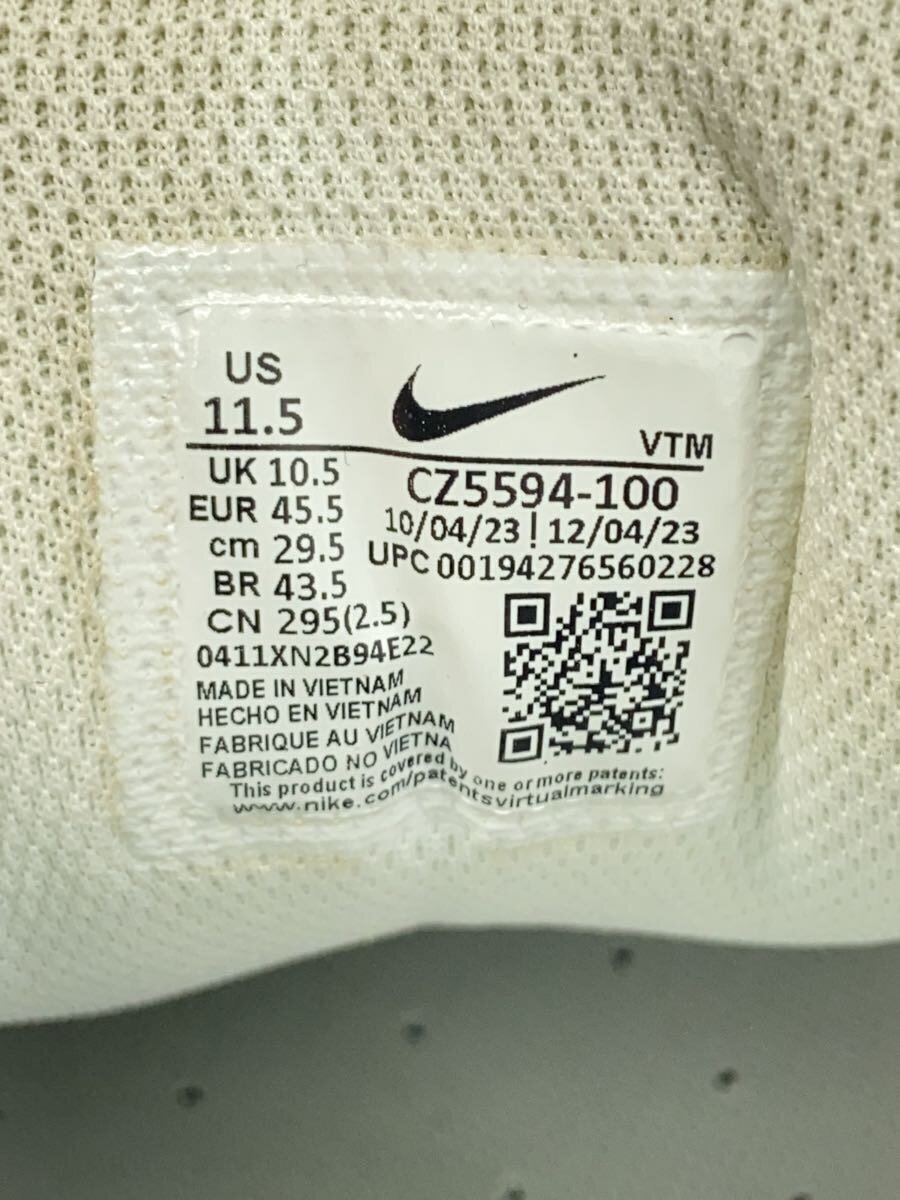 US
11.5
VTM
UK 10.5
EUR 45.5
cm 29.5
BR 43.5
CN 295(2.5)
CZ5594-100
10/04/23 | 12/04/23
UPC 00194276560228
0411XN2B94E22
MADE IN VIETNAM
HECHO EN VIETNAM
FABRIQUE AU VIETNAM
FABRICADO NO VIETNA
This product is covered by one or more patents:
www.nike.com/patentsvirtualmarking